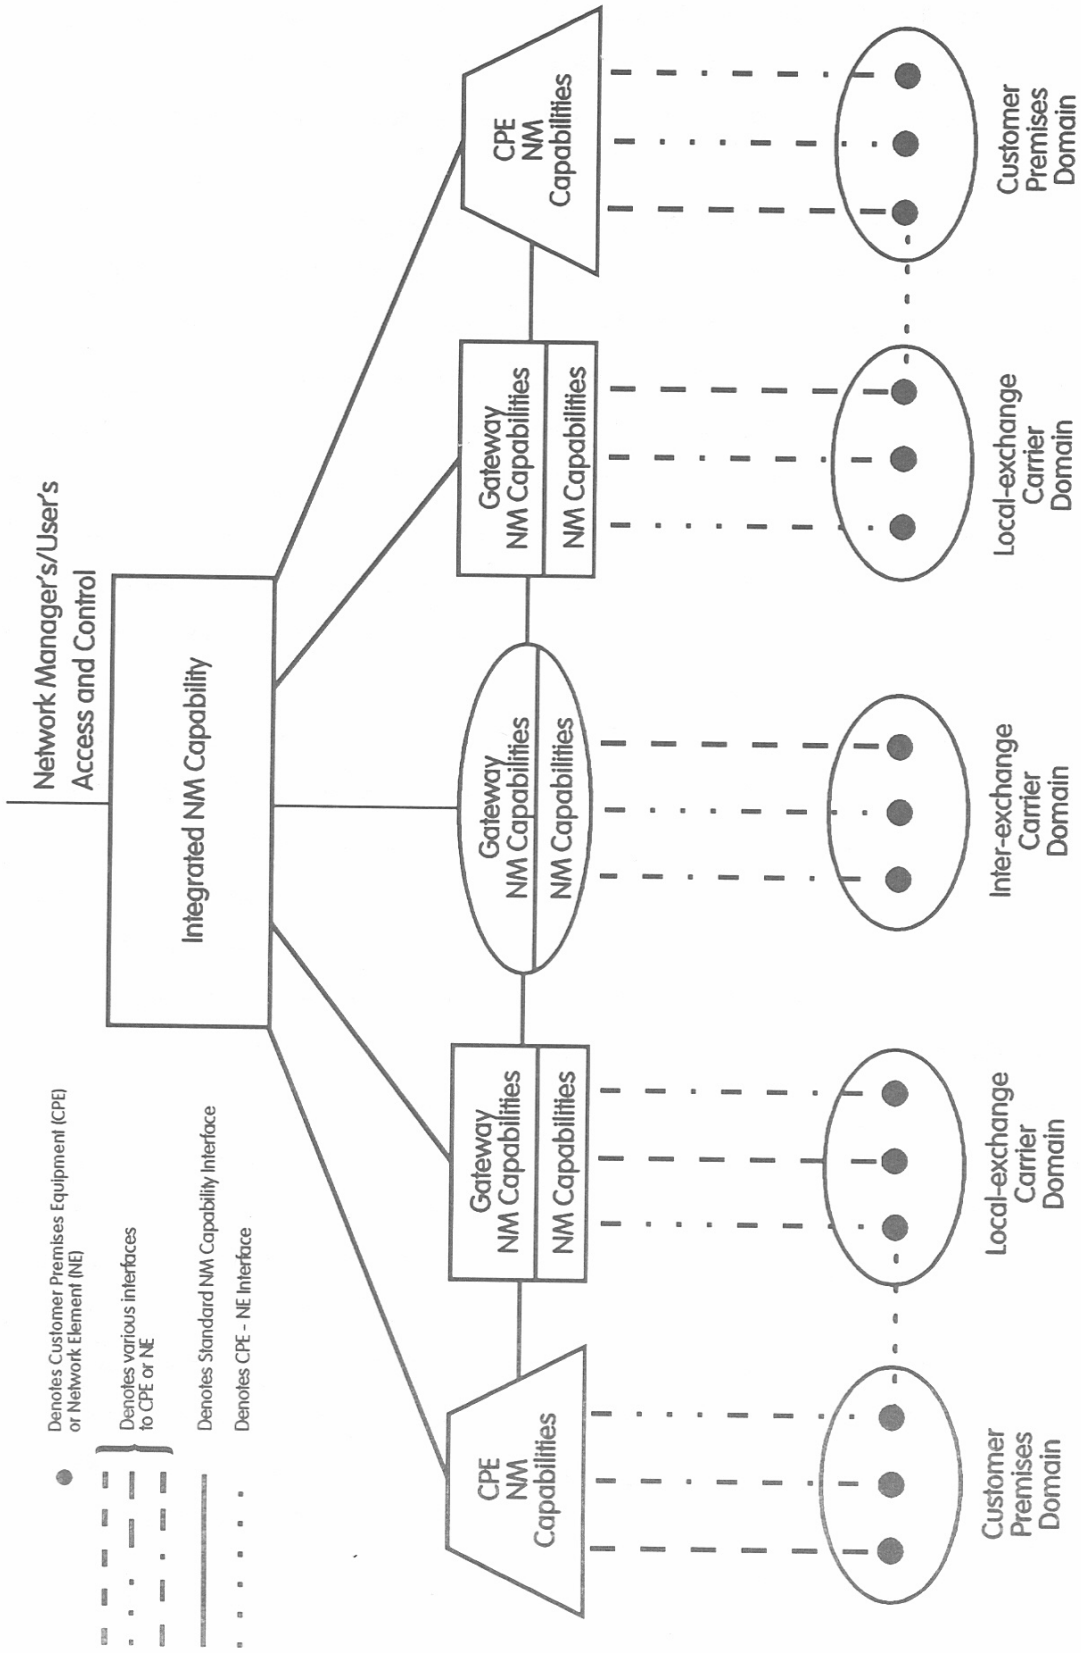 Network Manager's/User's
Access and Control
Integrated NM Capability
Denotes Customer Premises Equipment (CPE)
or Network Element (NE)
Denotes various interfaces
to CPE or NE
Denotes Standard NM Capability Interface
Denotes CPE - NE Interface
CPE
NM
Capabilities
Gateway
NM Capabilities
NM Capabilities
Gateway
NM Capabilities
NM Capabilities
Gateway
NM Capabilities
NM Capabilities
CPE
NM
Capabilities
Customer
Premises
Domain
Local-exchange
Carrier
Domain
Inter-exchange
Carrier
Domain
Local-exchange
Carrier
Domain
Customer
Premises
Domain